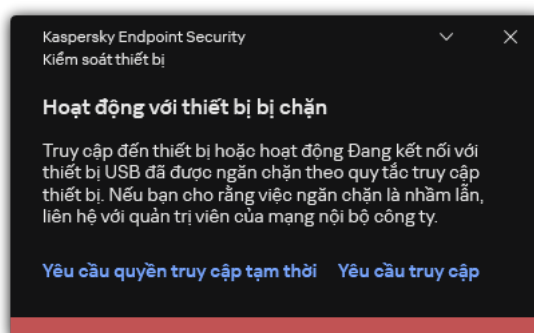 Kaspersky Endpoint Security
Kiểm soát thiết bị
Hoạt động với thiết bị bị chặn
Truy cập đến thiết bị hoặc hoạt động Đang kết nối với
thiết bị USB đã được ngăn chặn theo quy tắc truy cập
thiết bị. Nếu bạn cho rằng việc ngăn chặn là nhầm lẫn,
liên hệ với quản trị viên của mạng nội bộ công ty.
Yêu cầu quyền truy cập tạm thời Yêu cầu truy cập